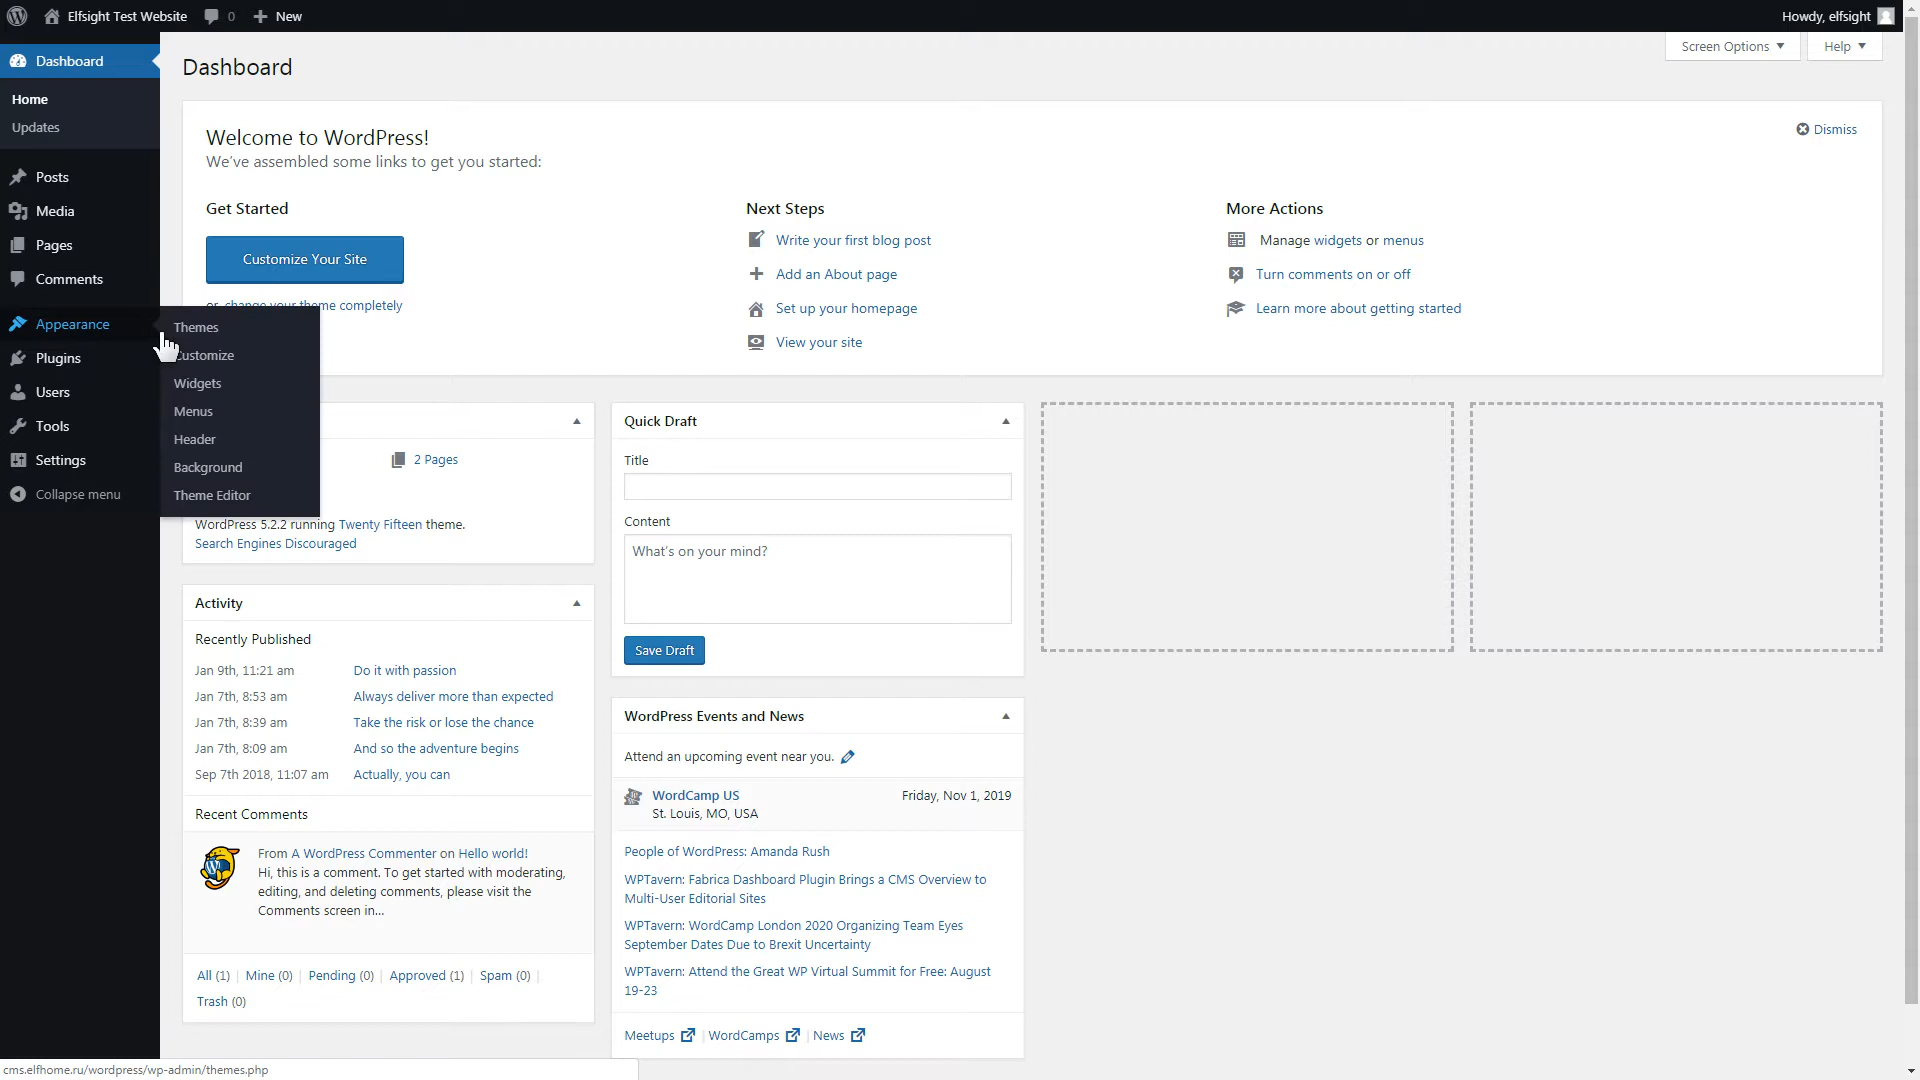 Elfsight Test Website 0 New Howdy, elfsight
Screen Options Help
Dashboard
Home
Updates
Posts
Media
Pages
Comments
Appearance
Plugins
Users
Tools
Settings
Collapse menu
Themes
Customize
Widgets
Menus
Header
Background
Theme Editor
Dashboard
Welcome to WordPress!
We've assembled some links to get you started:
Dismiss
Get Started
Customize Your Site
or, change your theme completely
Next Steps
Write your first blog post
Add an About page
Set up your homepage
View your site
More Actions
Manage widgets or menus
Turn comments on or off
Learn more about getting started
2 Pages
WordPress 5.2.2 running Twenty Fifteen theme.
Search Engines Discouraged
Activity
Recently Published
Jan 9th, 11:21 am Do it with passion
Jan 7th, 8:53 am Always deliver more than expected
Jan 7th, 8:39 am Take the risk or lose the chance
Jan 7th, 8:09 am And so the adventure begins
Sep 7th 2018, 11:07 am Actually, you can
Recent Comments
From A WordPress Commenter on Hello world!
Hi, this is a comment. To get started with moderating,
editing, and deleting comments, please visit the
Comments screen in...
All (1) | Mine (0) | Pending (0) | Approved (1) | Spam (0) |
Trash (0)
Quick Draft
Title
Content
What's on your mind?
Save Draft
WordPress Events and News
Attend an upcoming event near you.
WordCamp US Friday, Nov 1, 2019
St. Louis, MO, USA
People of WordPress: Amanda Rush
WPTavern: Fabrica Dashboard Plugin Brings a CMS Overview to
Multi-User Editorial Sites
WPTavern: WordCamp London 2020 Organizing Team Eyes
September Dates Due to Brexit Uncertainty
WPTavern: Attend the Great WP Virtual Summit for Free: August
19-23
Meetups | WordCamps | News
cms.elfhome.ru/wordpress/wp-admin/themes.php